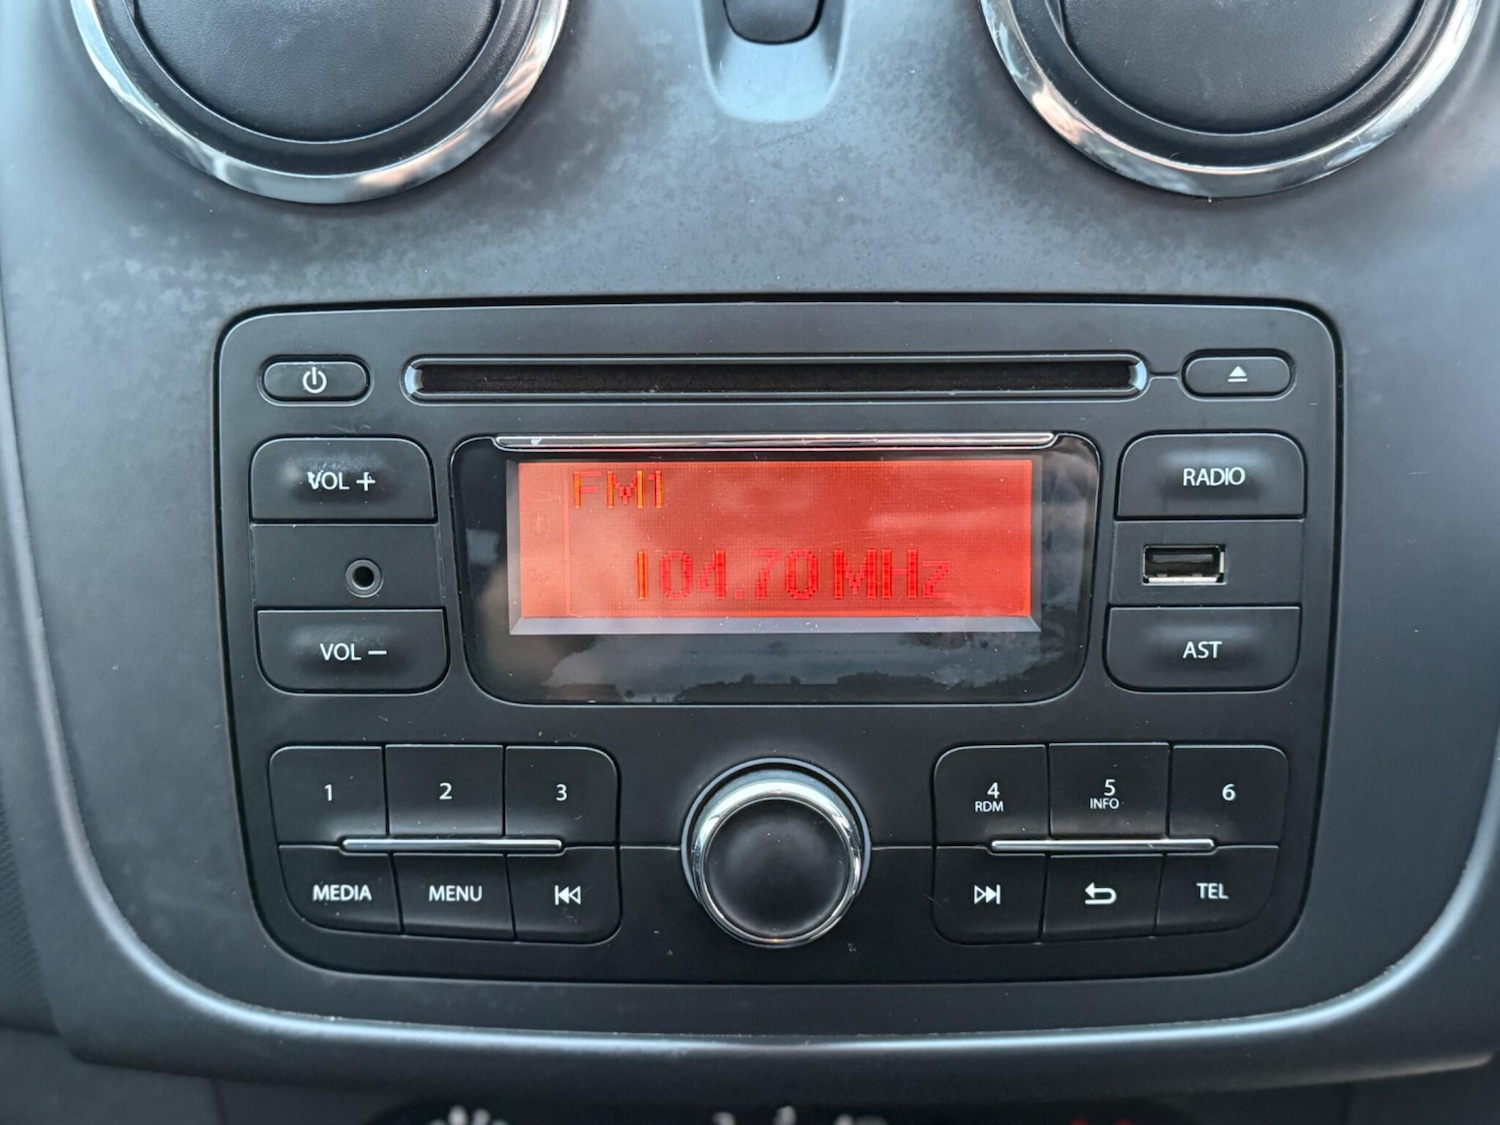 VOL +
FM1
RADIO
104.70 MHz
VOL −
AST
1 2 3
4 5 6
RDM INFO
MEDIA MENU
TEL